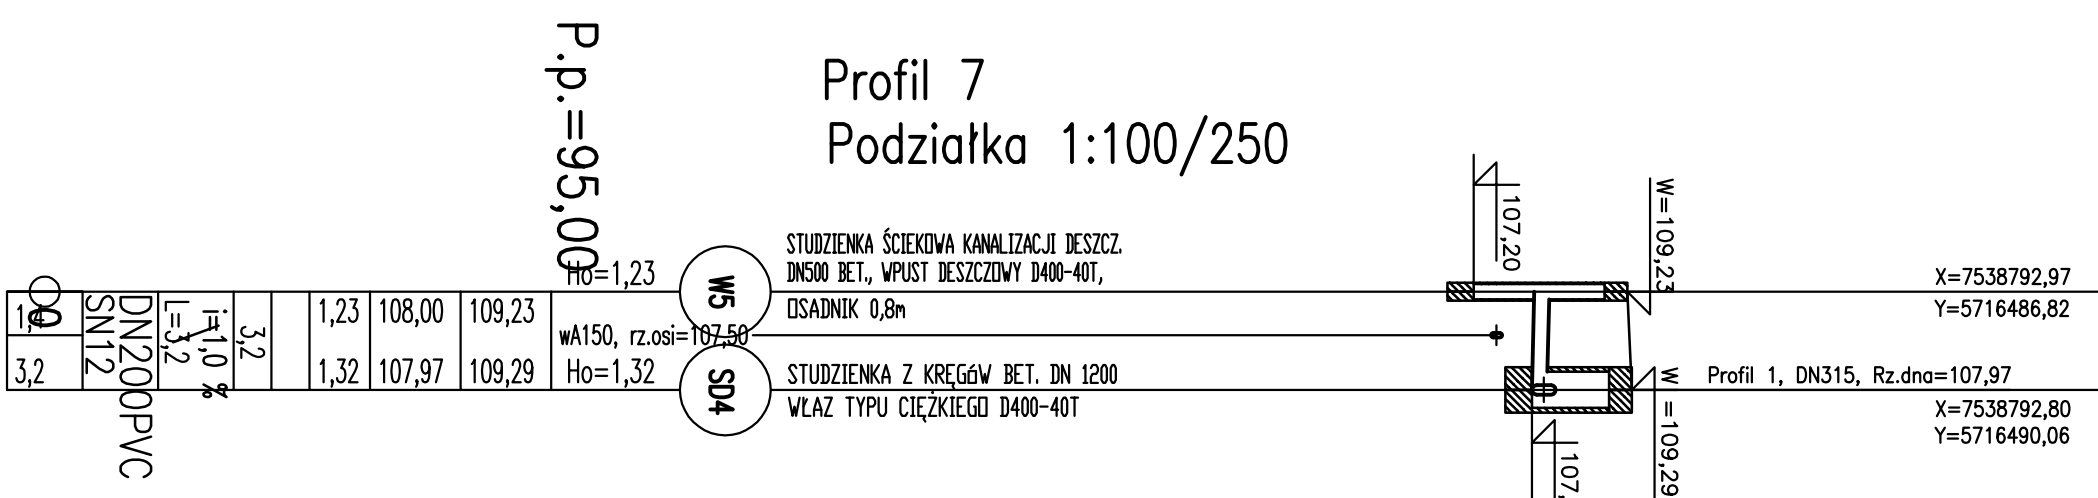 P.p.=95,00
Profil 7
Podziałka 1:100/250
107,20
W=109,23
STUDZIENKA ŚCIEKOWA KANALIZACJI DESZCZ.
DN500 BET., WPUST DESZCZOWY D400-40T,
OSADNIK 0,8m
Ho=1,23
W5
X=7538792,97
Y=5716486,82
SN12
DN200PVC
L=3,2
i=1,0 %
3,2
1,23
108,00
109,23
wA150, rz.osi=107,50
3,2
1,32
107,97
109,29
Ho=1,32
SD4
STUDZIENKA Z KRĘGÓW BET. DN 1200
WŁAZ TYPU CIĘŻKIEGO D400-40T
W =109,29
Profil 1, DN315, Rz.dna=107,97
X=7538792,80
Y=5716490,06
107,